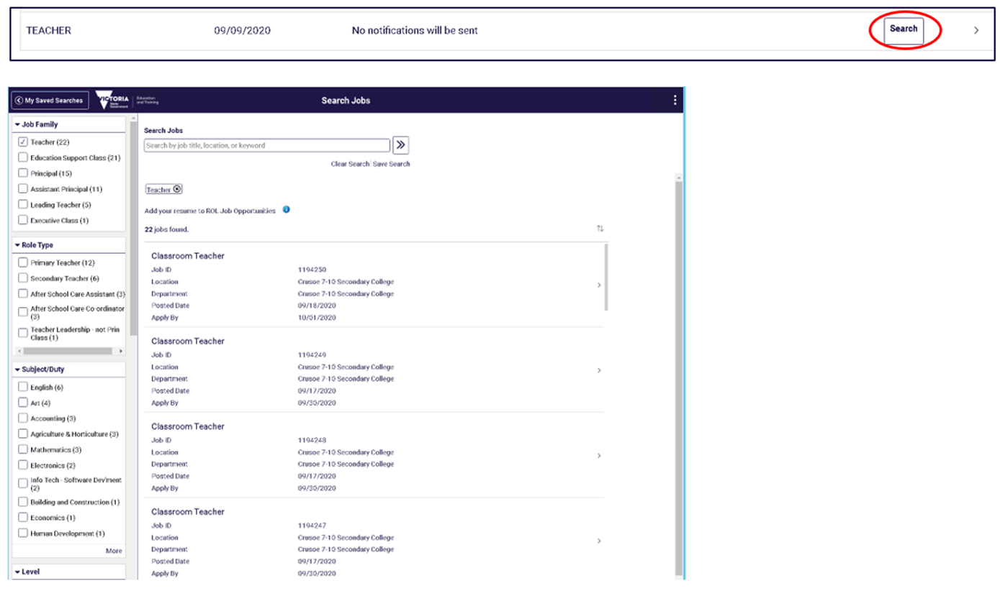 TEACHER 09/09/2020 No notifications will be sent Search
My Saved Searches VICTORIA State Government Education and Training Search Jobs
Job Family
Teacher (22)
Education Support Class (21)
Principal (15)
Assistant Principal (11)
Leading Teacher (5)
Executive Class (1)
Role Type
Primary Teacher (12)
Secondary Teacher (6)
After School Care Assistant (3)
After School Care Co-ordinator
(3)
Teacher Leadership - not Prin
Class (1)
Subject/Duty
English (6)
Art (4)
Accounting (3)
Agriculture & Horticulture (3)
Mathematics (3)
Electronics (2)
Info Tech - Software Dev'ment
(2)
Building and Construction (1)
Economics (1)
Human Development (1)
More
Level
Search Jobs
Search by job title, location, or keyword
Clear Search Save Search
Teacher
Add your resume to ROL Job Opportunities
22 jobs found.
Classroom Teacher
Job ID 1194250
Location Crusoe 7-10 Secondary College
Department Crusoe 7-10 Secondary College
Posted Date 09/18/2020
Apply By 10/01/2020
Classroom Teacher
Job ID 1194249
Location Crusoe 7-10 Secondary College
Department Crusoe 7-10 Secondary College
Posted Date 09/17/2020
Apply By 09/30/2020
Classroom Teacher
Job ID 1194248
Location Crusoe 7-10 Secondary College
Department Crusoe 7-10 Secondary College
Posted Date 09/17/2020
Apply By 09/30/2020
Classroom Teacher
Job ID 1194247
Location Crusoe 7-10 Secondary College
Department Crusoe 7-10 Secondary College
Posted Date 09/17/2020
Apply By 09/30/2020